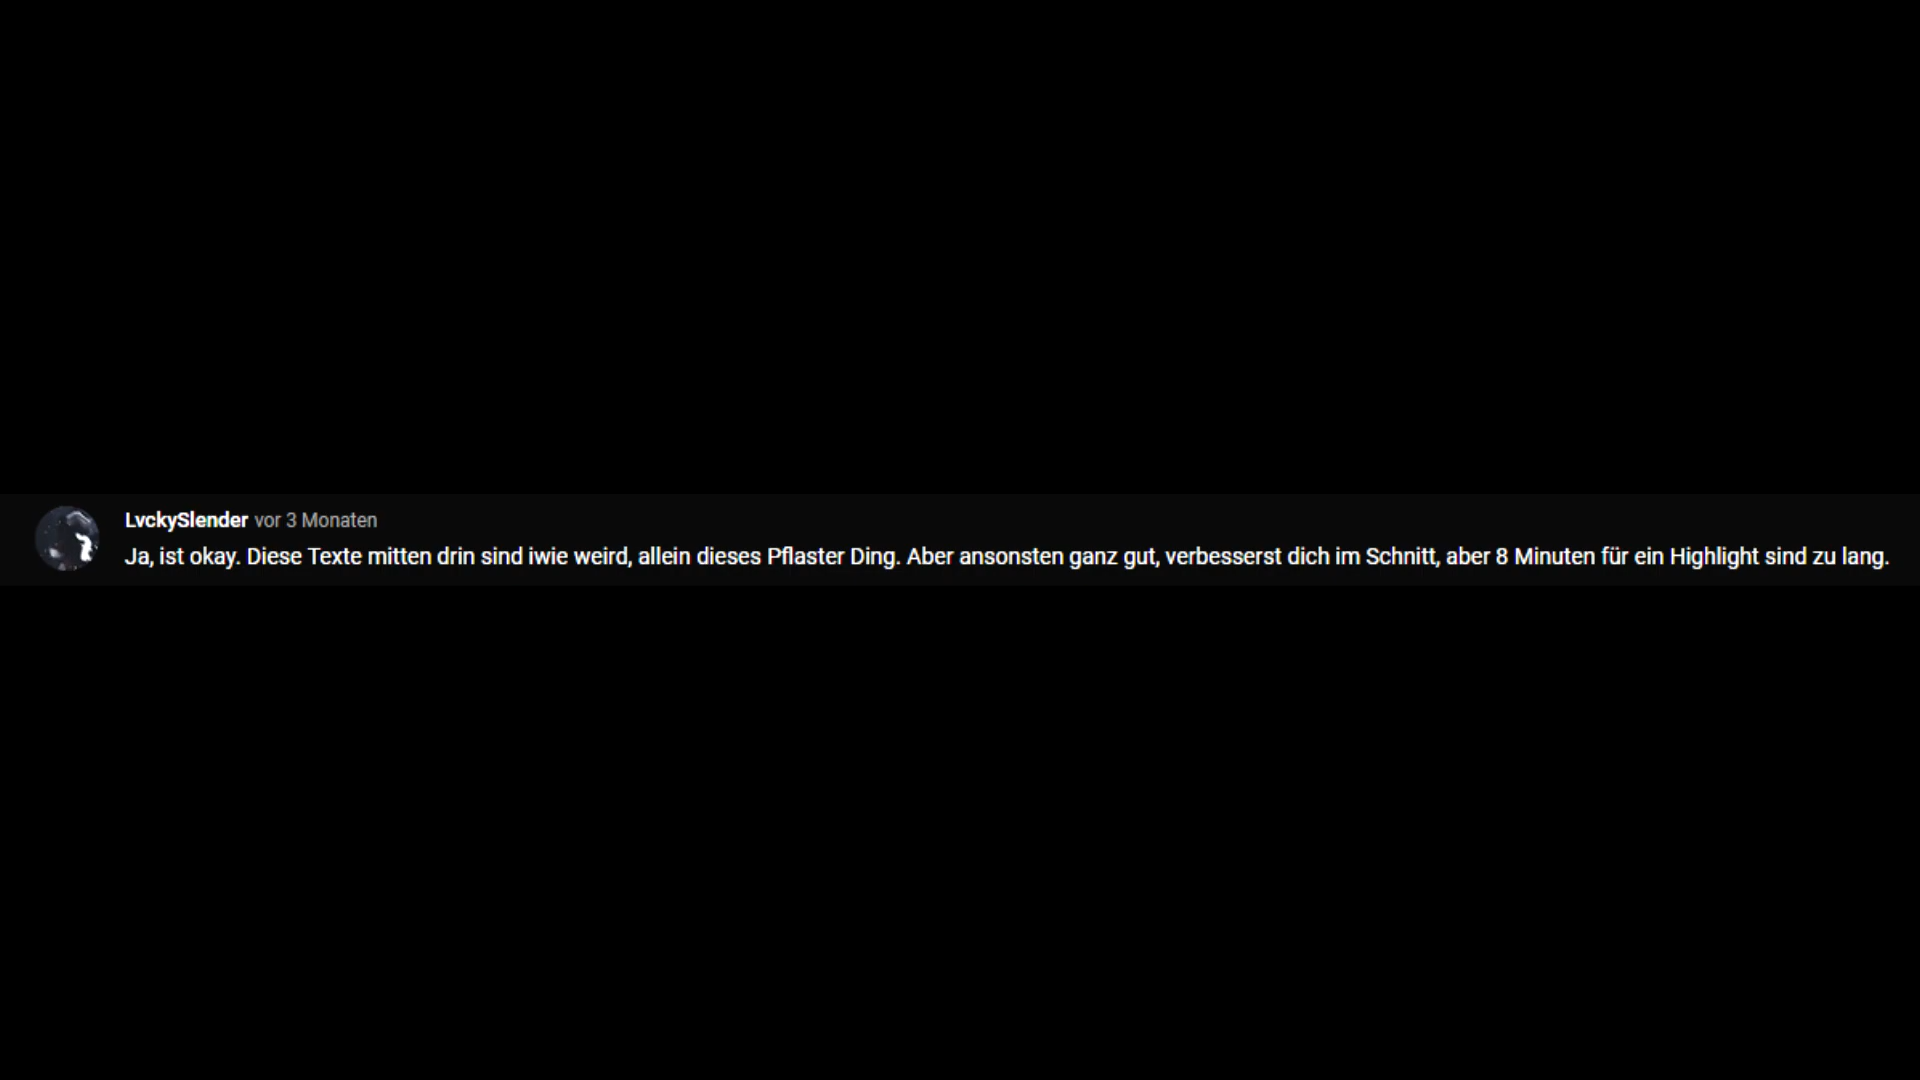 LvckySlender vor 3 Monaten
Ja, ist okay. Diese Texte mitten drin sind iwie weird, allein dieses Pflaster Ding. Aber ansonsten ganz gut, verbesserst dich im Schnitt, aber 8 Minuten für ein Highlight sind zu lang.